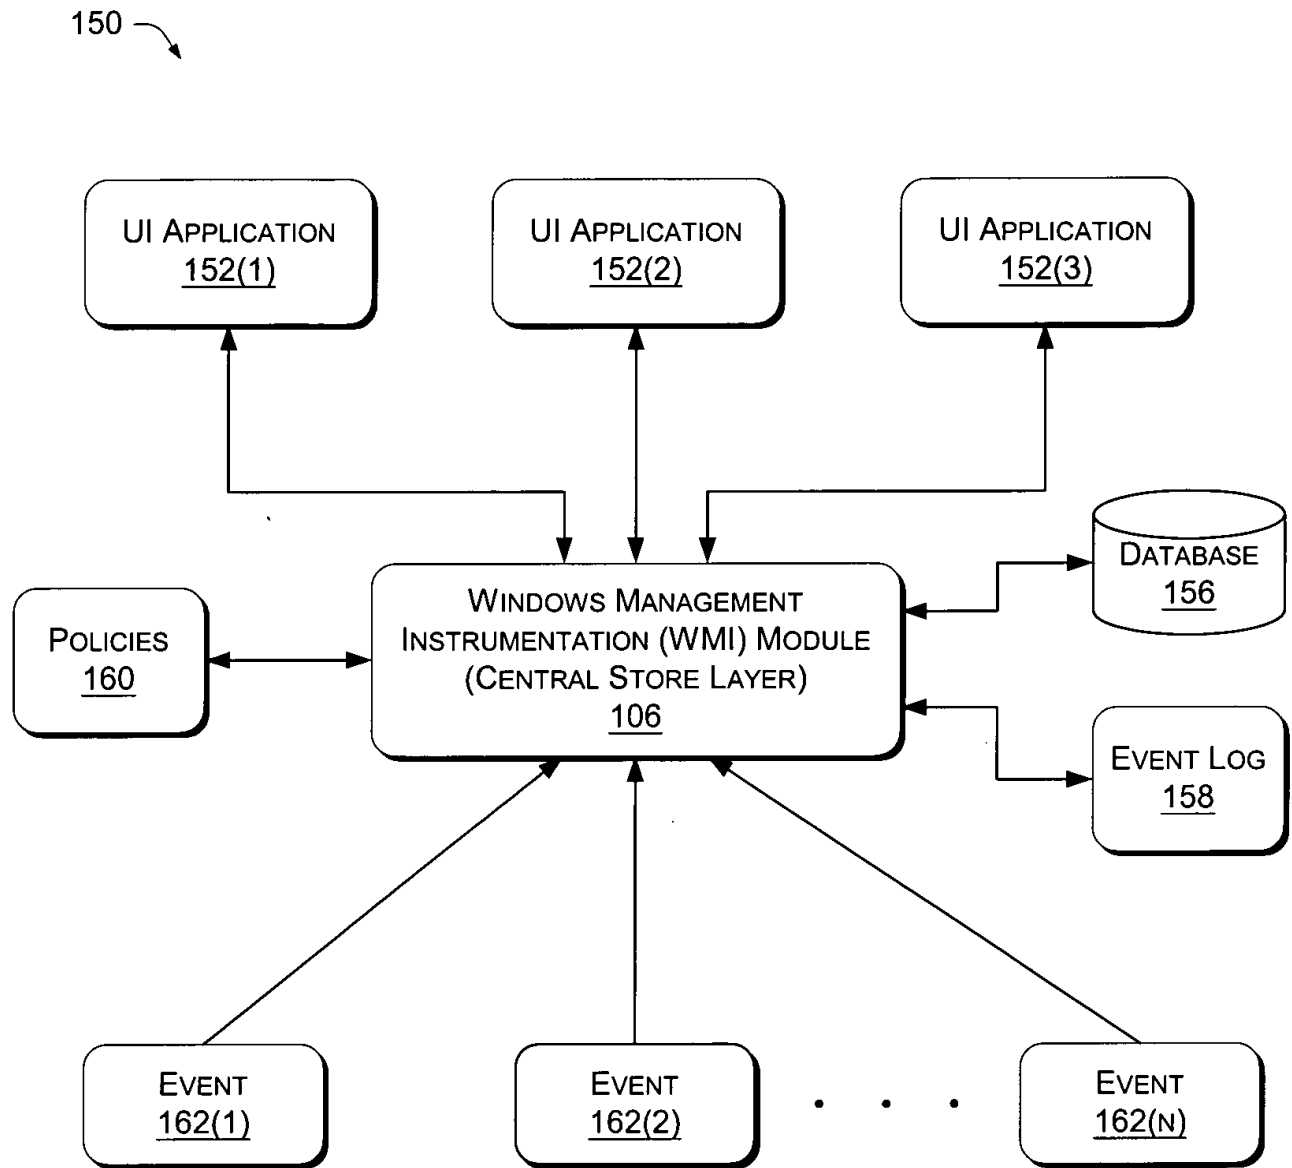 150
UI APPLICATION
152(1)
UI APPLICATION
152(2)
UI APPLICATION
152(3)
WINDOWS MANAGEMENT
INSTRUMENTATION (WMI) MODULE
(CENTRAL STORE LAYER)
106
DATABASE
156
POLICIES
160
EVENT LOG
158
EVENT
162(1)
EVENT
162(2)
. . .
EVENT
162(N)